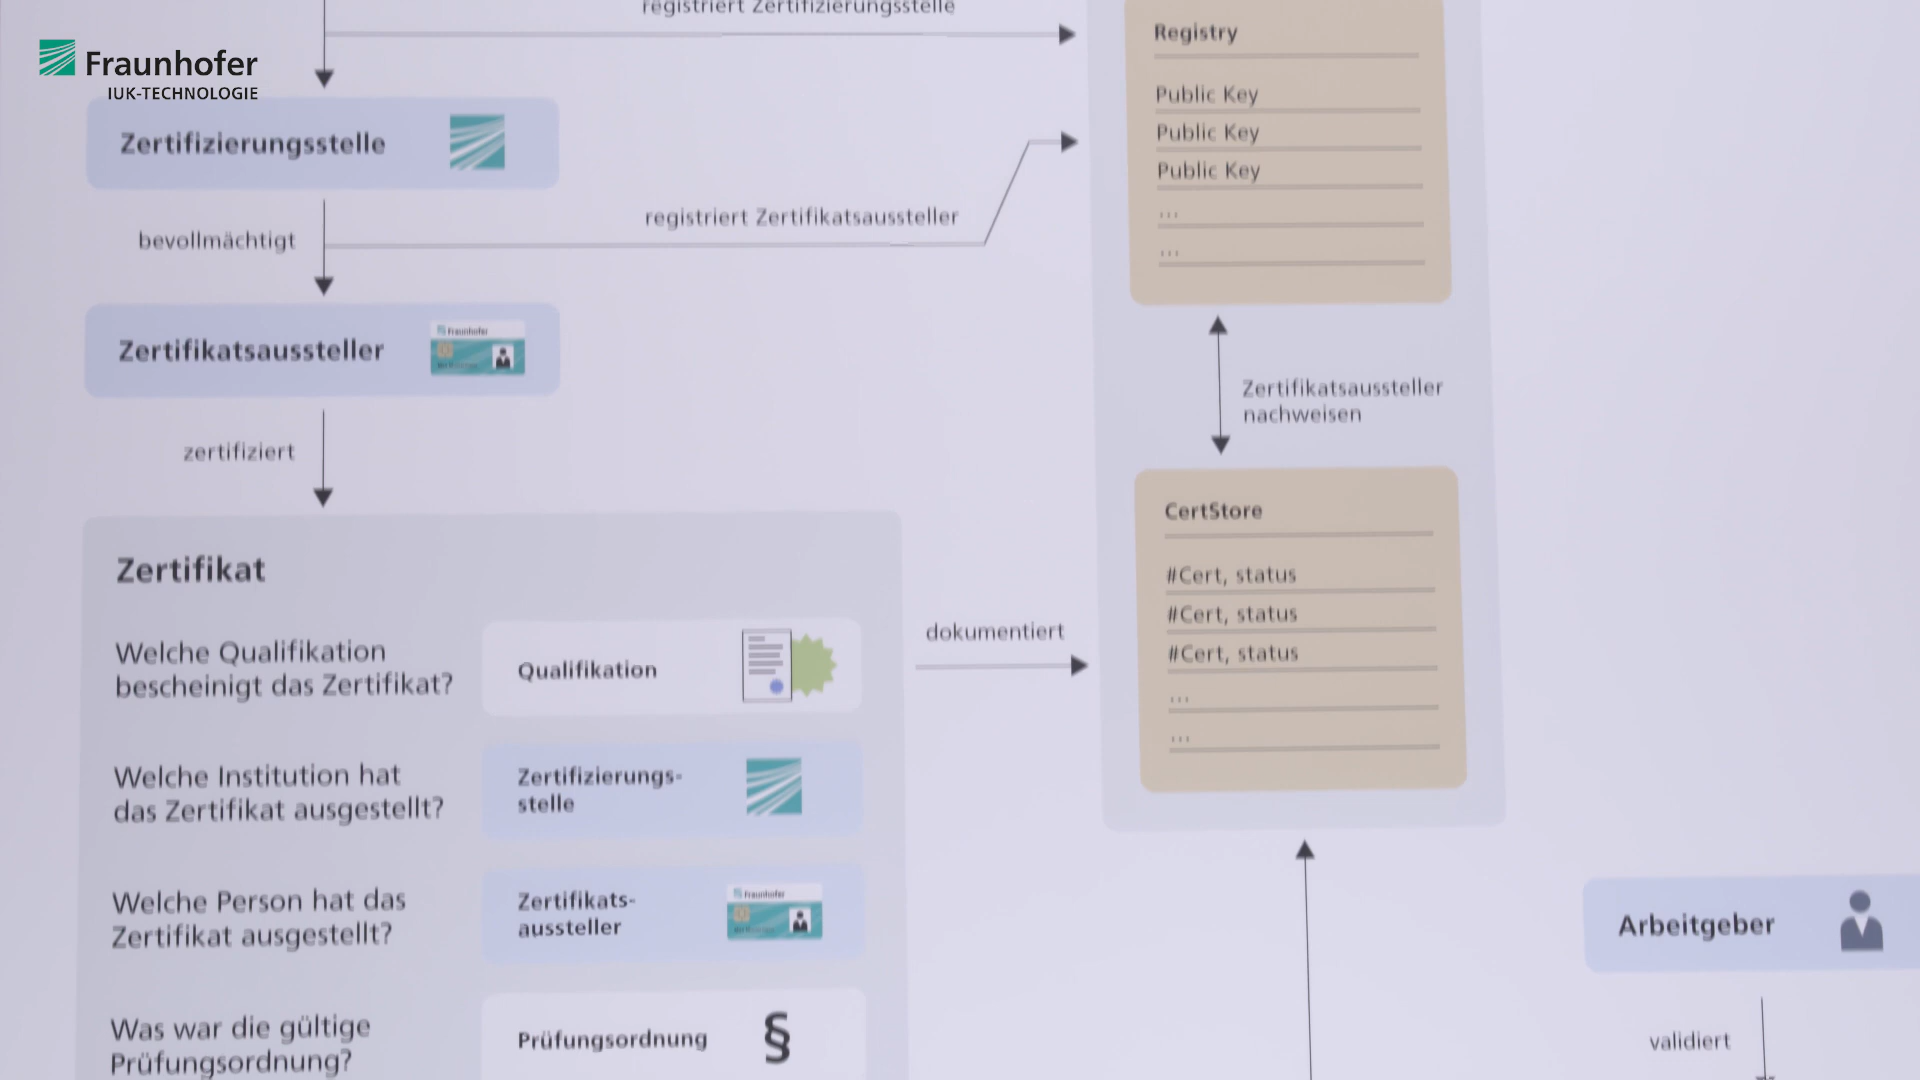 registriert Zertifizierungsstelle
Fraunhofer
IUK-TECHNOLOGIE
Zertifizierungsstelle
bevollmächtigt
registriert Zertifikatsaussteller
Zertifikatsaussteller
Fraunhofer
zertifiziert
Registry
Public Key
Public Key
Public Key
...
...
Zertifikatsaussteller
nachweisen
CertStore
#Cert, status
#Cert, status
#Cert, status
...
...
Zertifikat
Welche Qualifikation
bescheinigt das Zertifikat?
Qualifikation
dokumentiert
Welche Institution hat
das Zertifikat ausgestellt?
Zertifizierungs-
stelle
Welche Person hat das
Zertifikat ausgestellt?
Zertifikats-
aussteller
Fraunhofer
Was war die gültige
Prüfungsordnung?
Prüfungsordnung
§
Arbeitgeber
validiert